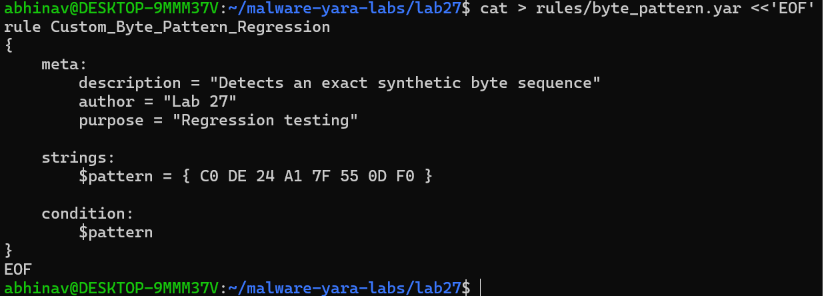 abhinav@DESKTOP-9MMM37V:~/malware-yara-labs/lab27$ cat > rules/byte_pattern.yar <<'EOF'
rule Custom_Byte_Pattern_Regression
{
    meta:
        description = "Detects an exact synthetic byte sequence"
        author = "Lab 27"
        purpose = "Regression testing"

    strings:
        $pattern = { C0 DE 24 A1 7F 55 0D F0 }

    condition:
        $pattern
}
EOF
abhinav@DESKTOP-9MMM37V:~/malware-yara-labs/lab27$